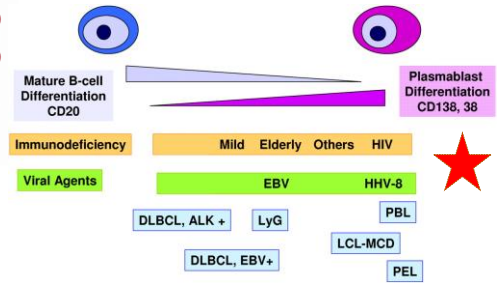 Mature B-cell
Differentiation
CD20
Plasmablast
Differentiation
CD138, 38
Immunodeficiency
Mild Elderly Others HIV
Viral Agents
EBV HHV-8
DLBCL, ALK +
LyG
PBL
LCL-MCD
DLBCL, EBV+
PEL